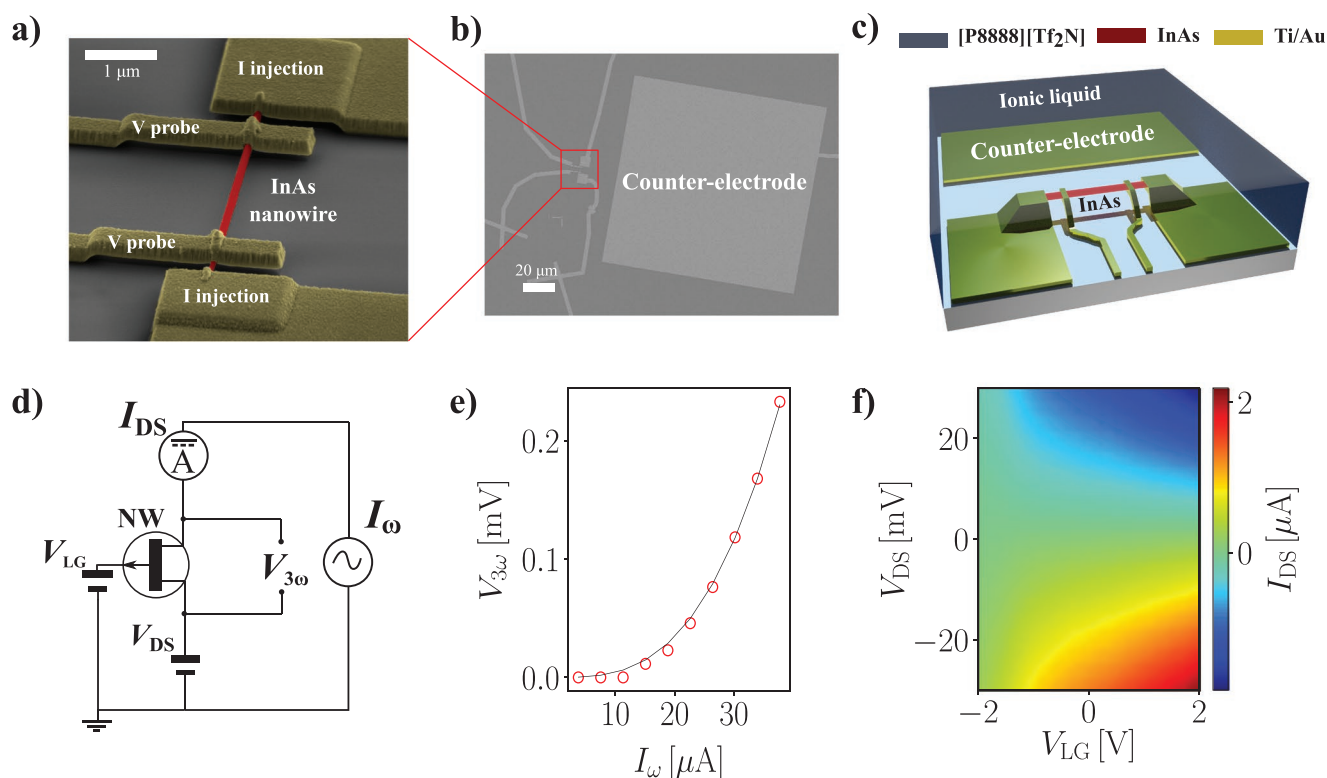 a)
1 μm
I injection
V probe
InAs
nanowire
V probe
I injection
b)
Counter-electrode
20 μm
c)
[P8888][Tf2N] InAs Ti/Au
Ionic liquid
Counter-electrode
InAs
d)
IDS
A
NW
VLG
V3ω
Iω
VDS
e)
V3ω [mV]
0.2
0.1
0.0
10 20 30
Iω [μA]
f)
VDS [mV]
20
0
−20
−2 0 2
VLG [V]
2
0
IDS [μA]